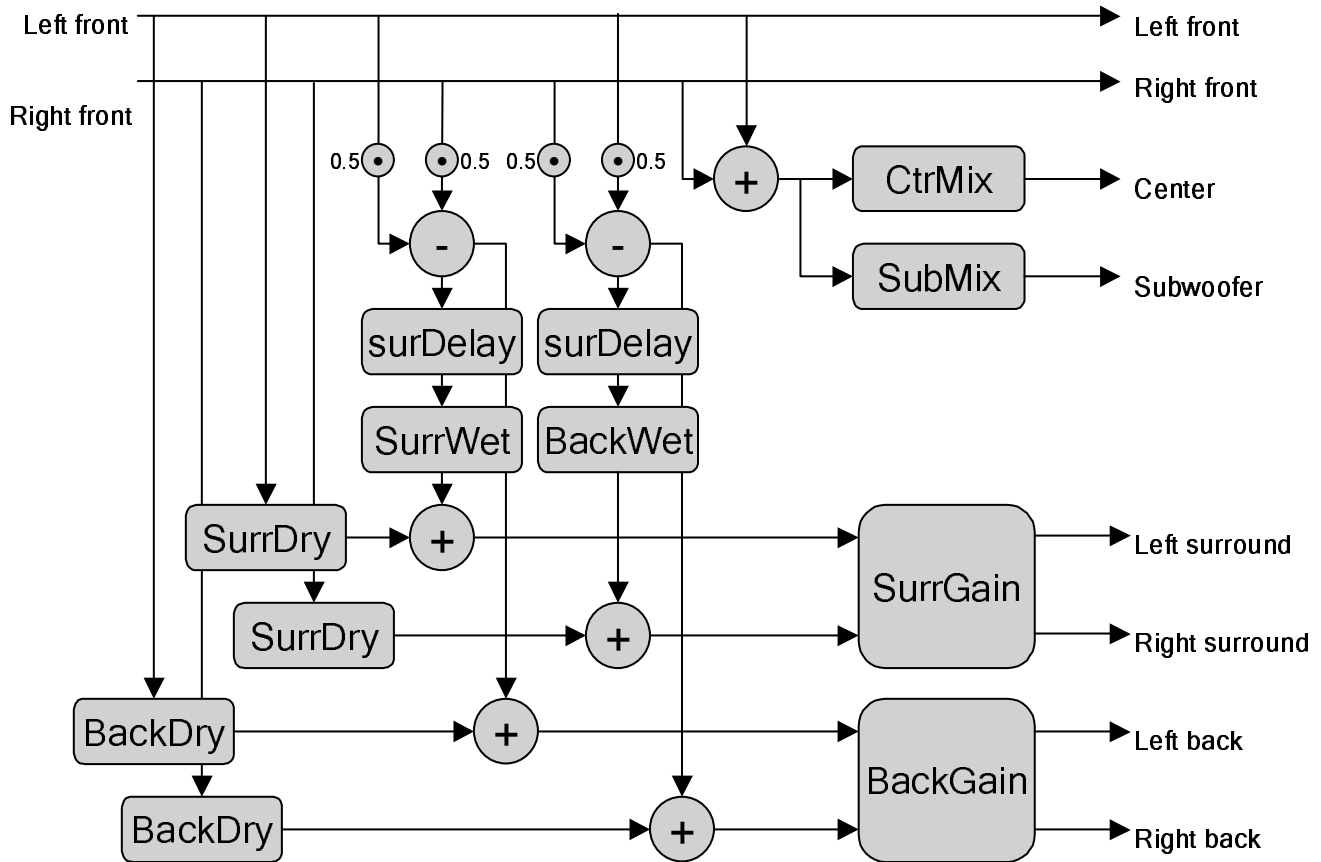 Left front
Left front
Right front
Right front
0.5
0.5
0.5
0.5
+
CtrMix
Center
-
-
SubMix
Subwoofer
surDelay
surDelay
SurrWet
BackWet
SurrDry
+
Left surround
SurrGain
SurrDry
+
Right surround
BackDry
+
Left back
BackGain
BackDry
+
Right back